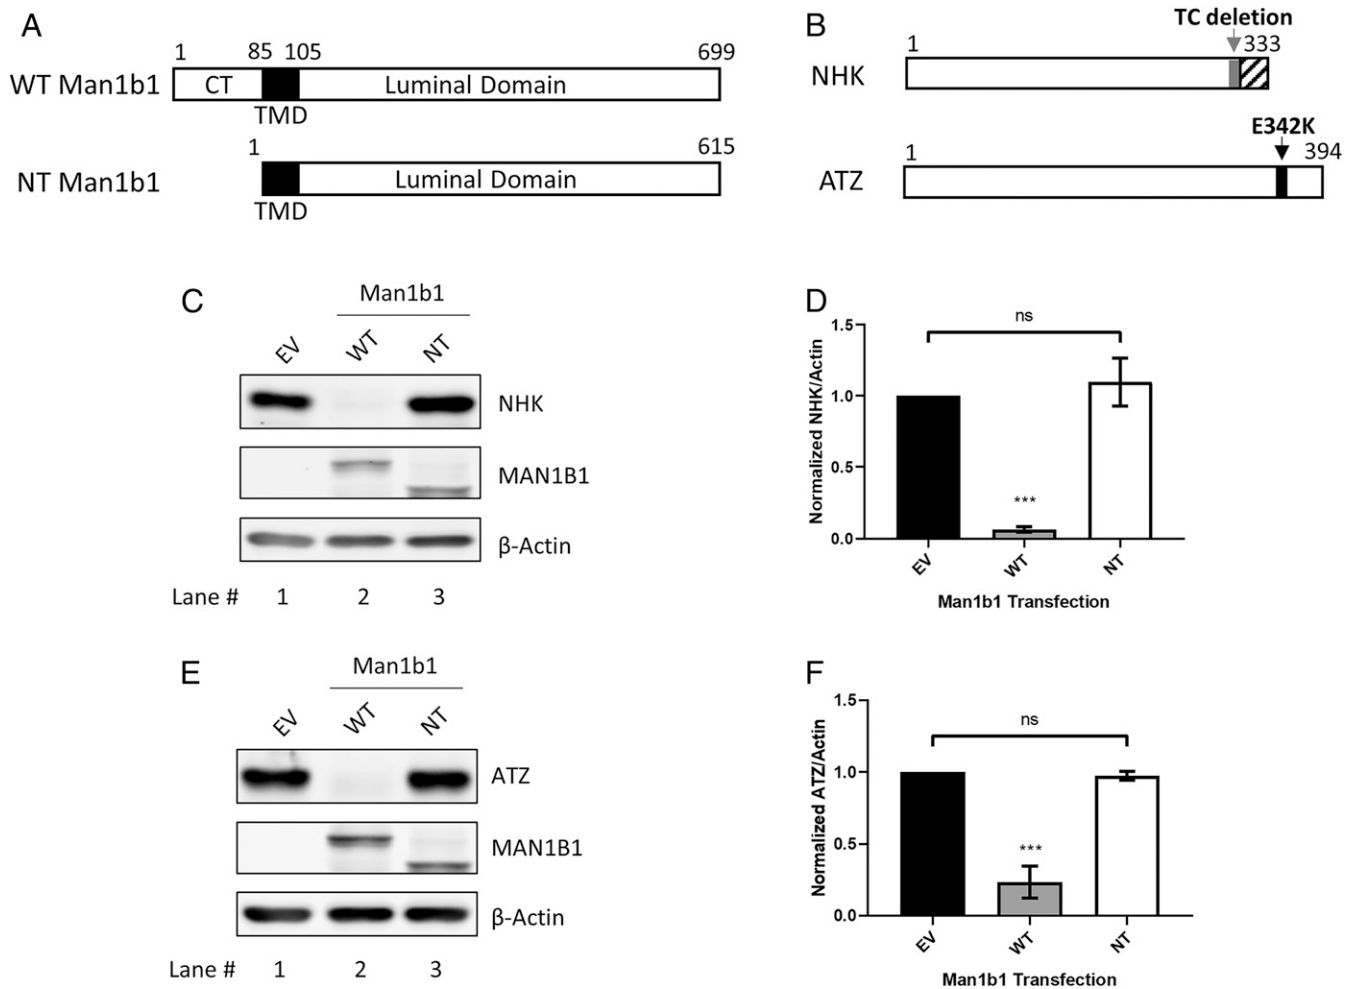 A
1 85 105 699
WT Man1b1 CT Luminal Domain
TMD
1 615
NT Man1b1 Luminal Domain
TMD
B
TC deletion
1 333
NHK
E342K
1 394
ATZ
C
Man1b1
EV WT NT
NHK
MAN1B1
β-Actin
Lane # 1 2 3
D
ns
1.5
1.0
0.5
0.0
Normalized NHK/Actin
***
EV WT NT
Man1b1 Transfection
E
Man1b1
EV WT NT
ATZ
MAN1B1
β-Actin
Lane # 1 2 3
F
ns
1.5
1.0
0.5
0.0
Normalized ATZ/Actin
***
EV WT NT
Man1b1 Transfection